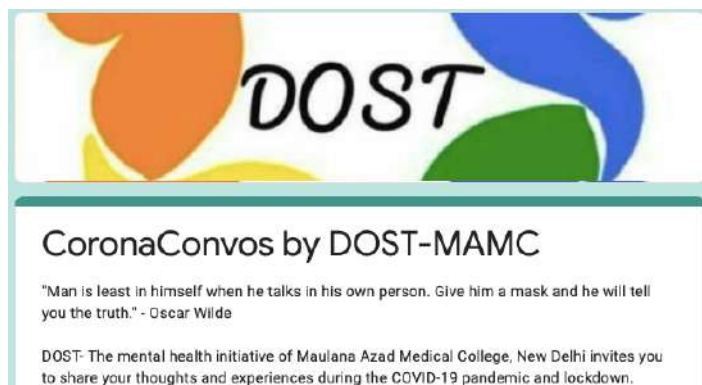 DOST
CoronaConvos by DOST-MAMC
"Man is least in himself when he talks in his own person. Give him a mask and he will tell
you the truth." - Oscar Wilde
DOST- The mental health initiative of Maulana Azad Medical College, New Delhi invites you
to share your thoughts and experiences during the COVID-19 pandemic and lockdown.